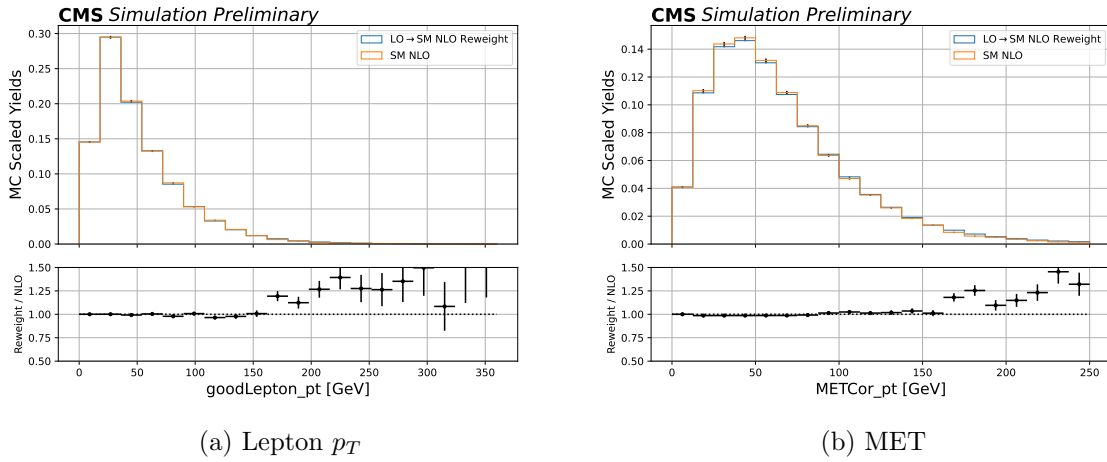 CMS Simulation Preliminary
LO→SM NLO Reweight
SM NLO
MC Scaled Yields
0.30
0.25
0.20
0.15
0.10
0.05
0.00
Reweight / NLO
1.50
1.25
1.00
0.75
0.50
0 50 100 150 200 250 300 350
goodLepton_pt [GeV]
(a) Lepton p_T
CMS Simulation Preliminary
LO→SM NLO Reweight
SM NLO
MC Scaled Yields
0.14
0.12
0.10
0.08
0.06
0.04
0.02
0.00
Reweight / NLO
1.50
1.25
1.00
0.75
0.50
0 50 100 150 200 250
METCor_pt [GeV]
(b) MET